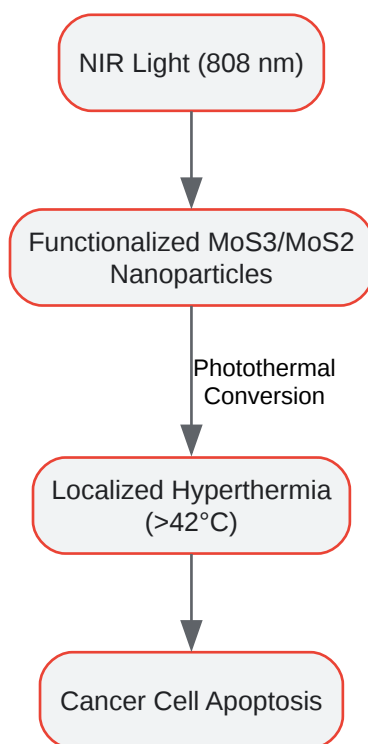 NIR Light (808 nm)
Functionalized MoS3/MoS2
Nanoparticles
Photothermal
Conversion
Localized Hyperthermia
(>42°C)
Cancer Cell Apoptosis